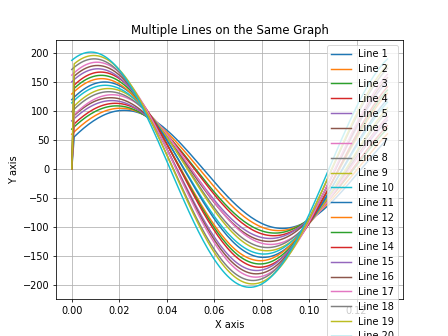 Multiple Lines on the Same Graph
Y axis
200
150
100
50
0
−50
−100
−150
−200
0.00
0.02
0.04
0.06
0.08
0.10
X axis
Line 1
Line 2
Line 3
Line 4
Line 5
Line 6
Line 7
Line 8
Line 9
Line 10
Line 11
Line 12
Line 13
Line 14
Line 15
Line 16
Line 17
Line 18
Line 19
Line 20